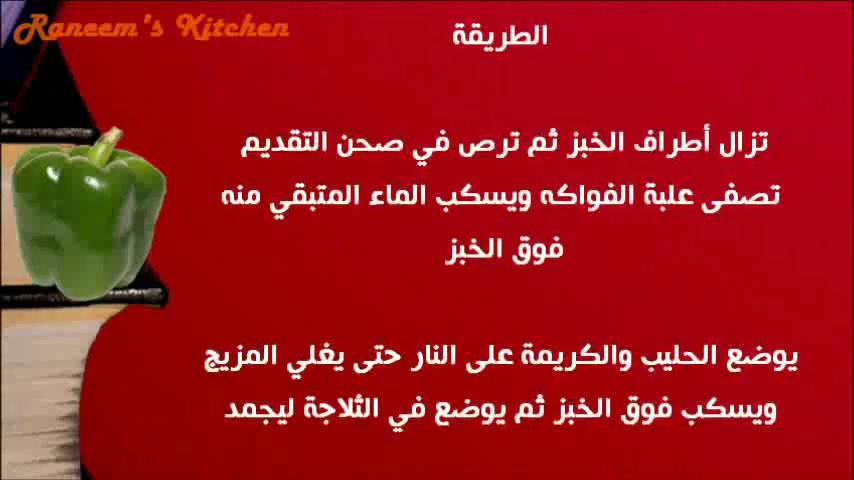 Raneem's Kitchen
الطريقة
تزال أطراف الخبز ثم ترص في صحن التقديم
تصفى علبة الفواكه ويسكب الماء المتبقي منه
فوق الخبز
يوضع الحليب والكريمة على النار حتى يغلي المزيج
ويسكب فوق الخبز ثم يوضع في الثلاجة ليجمد